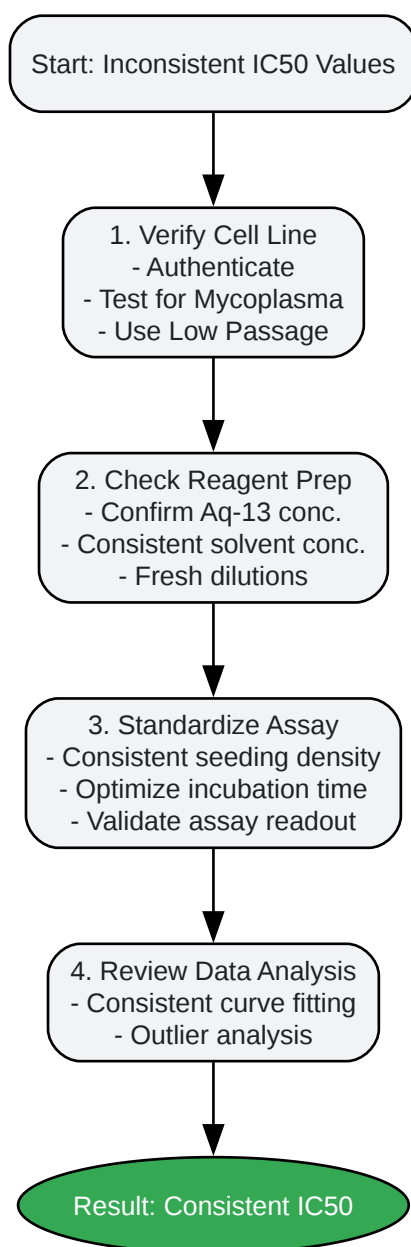 Start: Inconsistent IC50 Values
1. Verify Cell Line
- Authenticate
- Test for Mycoplasma
- Use Low Passage
2. Check Reagent Prep
- Confirm Aq-13 conc.
- Consistent solvent conc.
- Fresh dilutions
3. Standardize Assay
- Consistent seeding density
- Optimize incubation time
- Validate assay readout
4. Review Data Analysis
- Consistent curve fitting
- Outlier analysis
Result: Consistent IC50